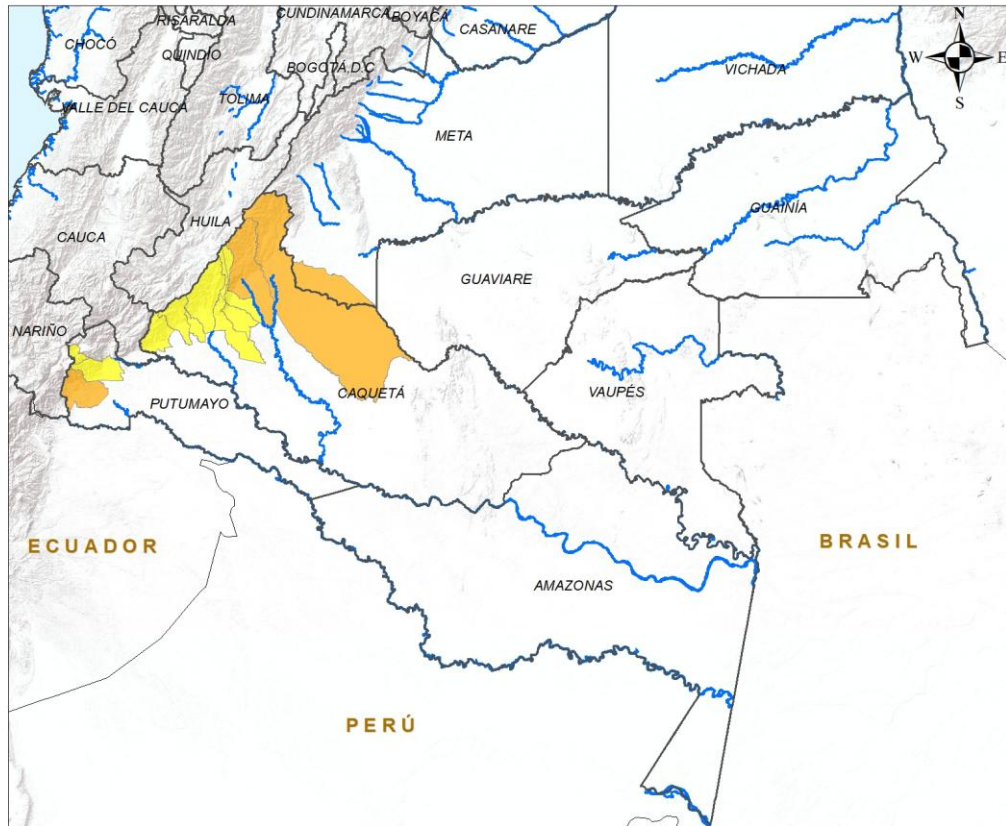 CUNDINAMARCA
BOYACÁ
RISARALDA
CASANARE
N
CHOCÓ
QUINDÍO
BOGOTÁ D.C
W
E
VICHADA
S
TOLIMA
VALLE DEL CAUCA
META
GUAINÍA
HUILA
CAUCA
GUAVIARE
NARIÑO
CAQUETÁ
VAUPÉS
PUTUMAYO
ECUADOR
BRASIL
AMAZONAS
PERÚ